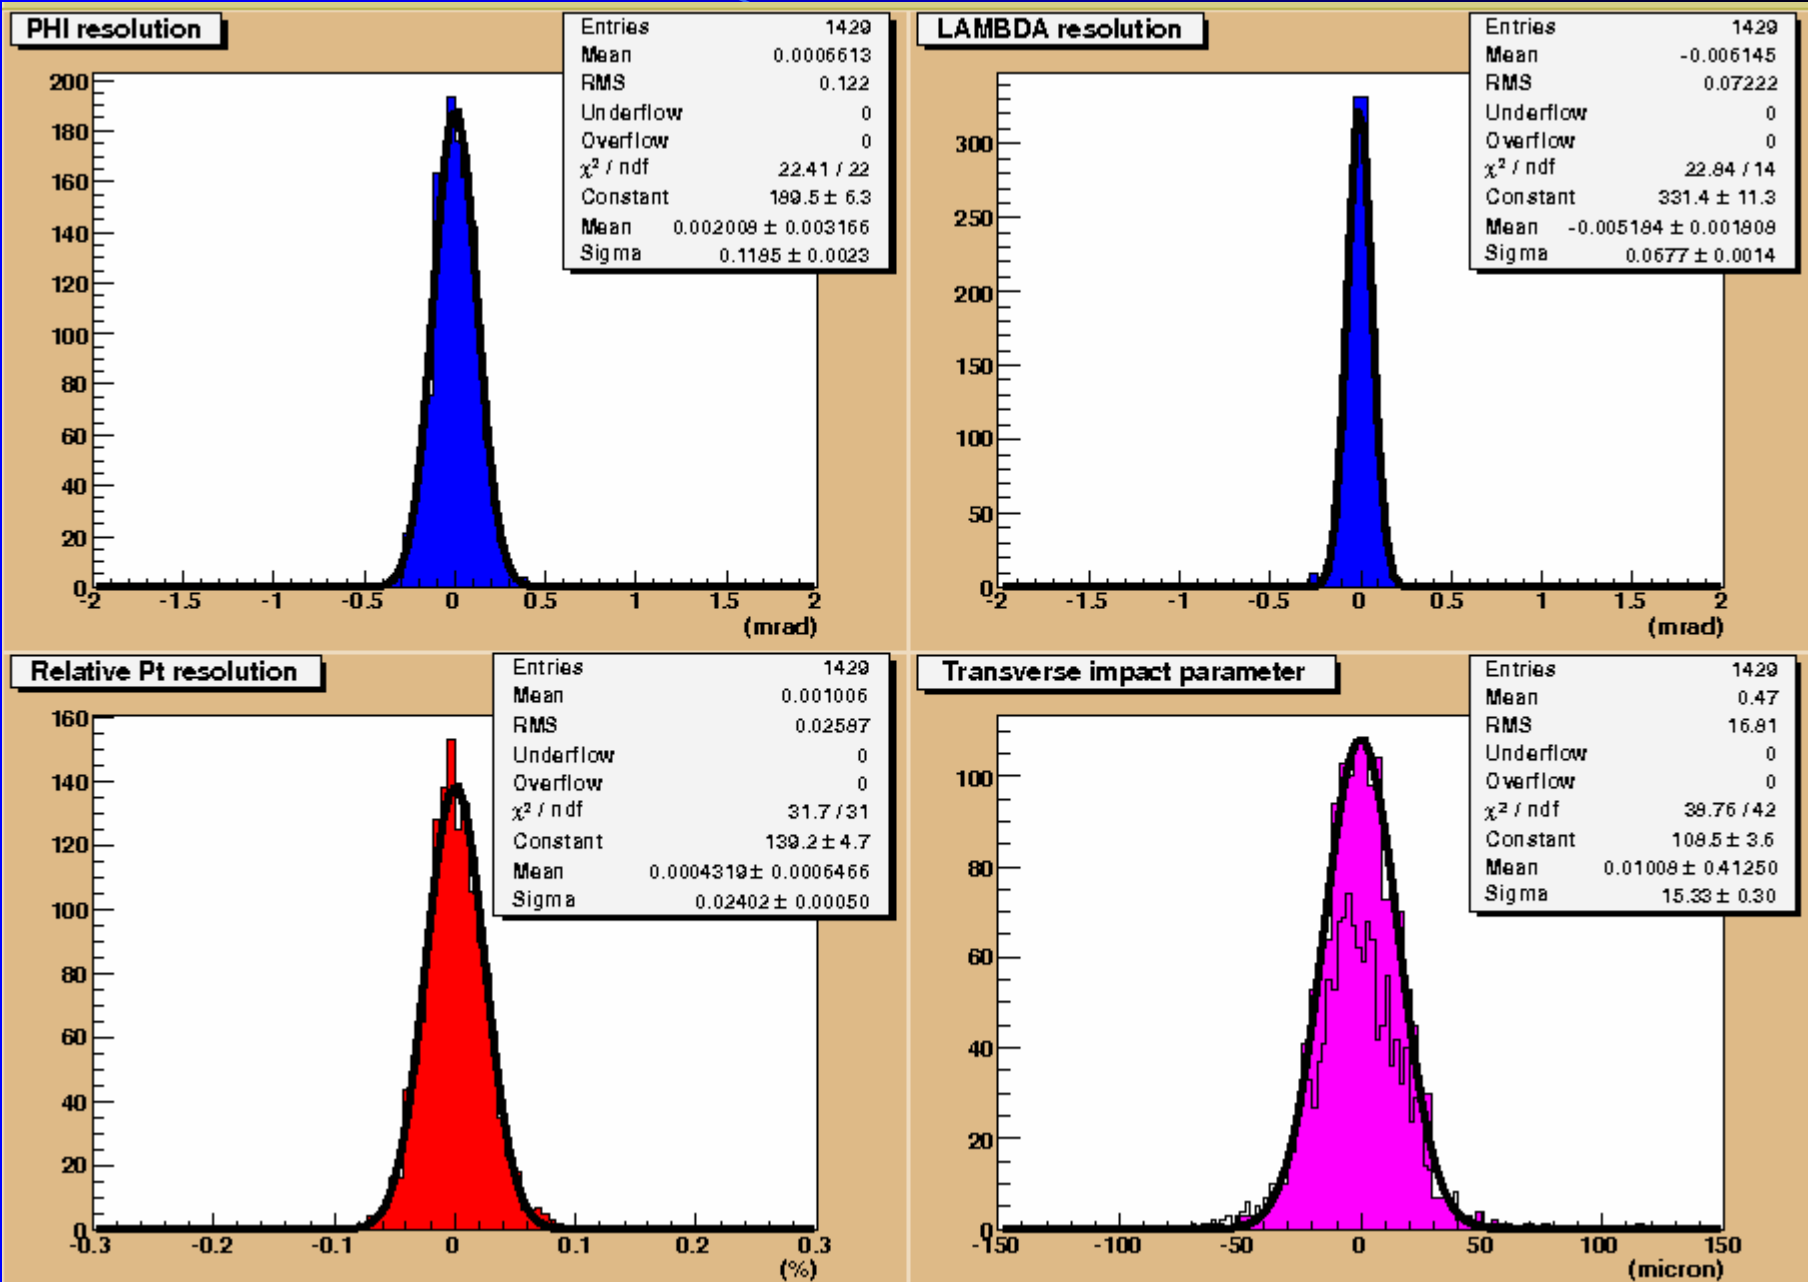 PHI resolution
Entries 1429
Mean 0.0006613
RMS 0.122
Underflow 0
Overflow 0
χ² / ndf 22.41 / 22
Constant 189.5 ± 6.3
Mean 0.002009 ± 0.003166
Sigma 0.1195 ± 0.0023
200
180
160
140
120
100
80
60
40
20
0
-2 -1.5 -1 -0.5 0 0.5 1 1.5 2
(mrad)
LAMBDA resolution
Entries 1429
Mean -0.006145
RMS 0.07222
Underflow 0
Overflow 0
χ² / ndf 22.84 / 14
Constant 331.4 ± 11.3
Mean -0.005184 ± 0.001808
Sigma 0.0677 ± 0.0014
300
250
200
150
100
50
0
-2 -1.5 -1 -0.5 0 0.5 1 1.5 2
(mrad)
Relative Pt resolution
Entries 1429
Mean 0.001006
RMS 0.02587
Underflow 0
Overflow 0
χ² / ndf 31.7 / 31
Constant 139.2 ± 4.7
Mean 0.0004319 ± 0.0006466
Sigma 0.02402 ± 0.00050
160
140
120
100
80
60
40
20
0
-0.3 -0.2 -0.1 0 0.1 0.2 0.3
(%)
Transverse impact parameter
Entries 1429
Mean 0.47
RMS 16.81
Underflow 0
Overflow 0
χ² / ndf 39.76 / 42
Constant 108.5 ± 3.6
Mean 0.01008 ± 0.41250
Sigma 15.33 ± 0.30
100
80
60
40
20
0
-150 -100 -50 0 50 100 150
(micron)